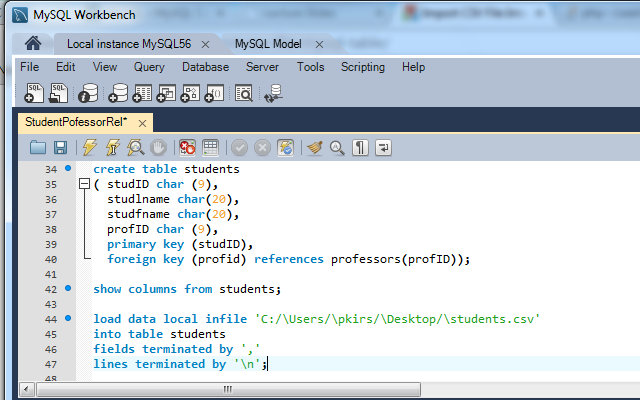 MySQL Workbench
Local instance MySQL56 × MySQL Model ×
File Edit View Query Database Server Tools Scripting Help
StudentPofessorRel* ×
34 create table students
35 ( studID char (9),
36 studlname char(20),
37 studfname char(20),
38 profID char (9),
39 primary key (studID),
40 foreign key (profid) references professors(profID));
41
42 show columns from students;
43
44 load data local infile 'C:/\Users/\pkirs/\Desktop/\students.csv'
45 into table students
46 fields terminated by ','
47 lines terminated by '\n';